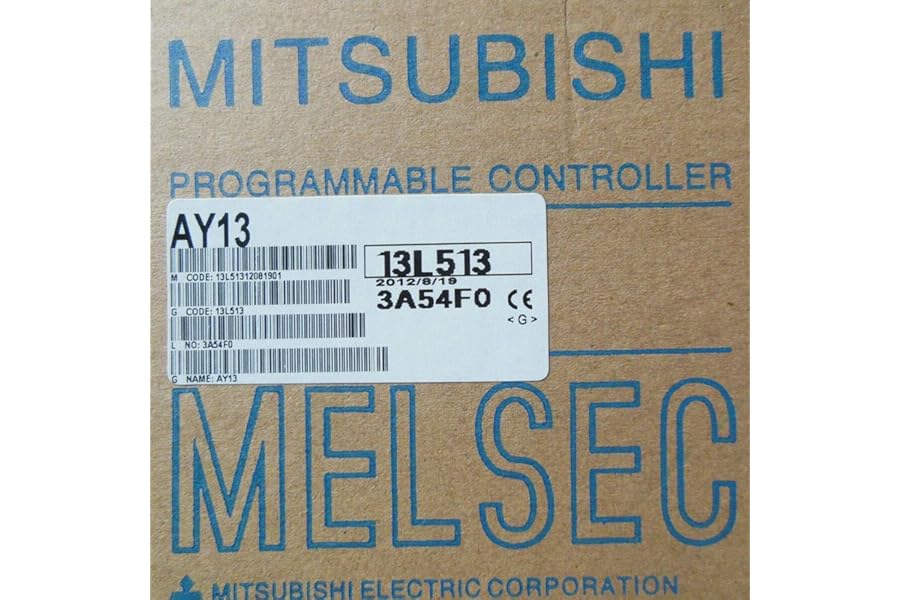 MITSUBISHI
PROGRAMMABLE CONTROLLER
AY13
M CODE: 13L51312081901
G CODE: 13L513
L NO: 3A54F0
G NAME: AY13
13L513
2012/8/19
3A54F0 CE
<G>
MELSEC
MITSUBISHI ELECTRIC CORPORATION